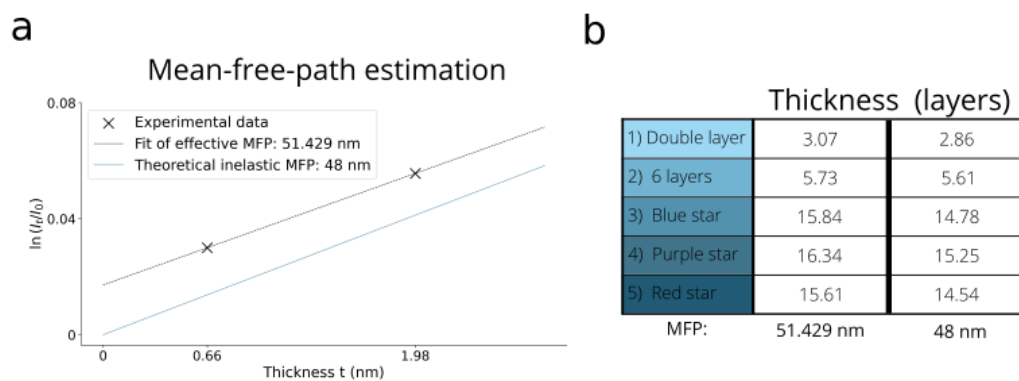 a
Mean-free-path estimation
0.08
Experimental data
Fit of effective MFP: 51.429 nm
Theoretical inelastic MFP: 48 nm
ln (Iₜ/I₀)
0.04
0
0 0.66 1.98
Thickness t (nm)
b
Thickness (layers)
1) Double layer 3.07 2.86
2) 6 layers 5.73 5.61
3) Blue star 15.84 14.78
4) Purple star 16.34 15.25
5) Red star 15.61 14.54
MFP: 51.429 nm 48 nm